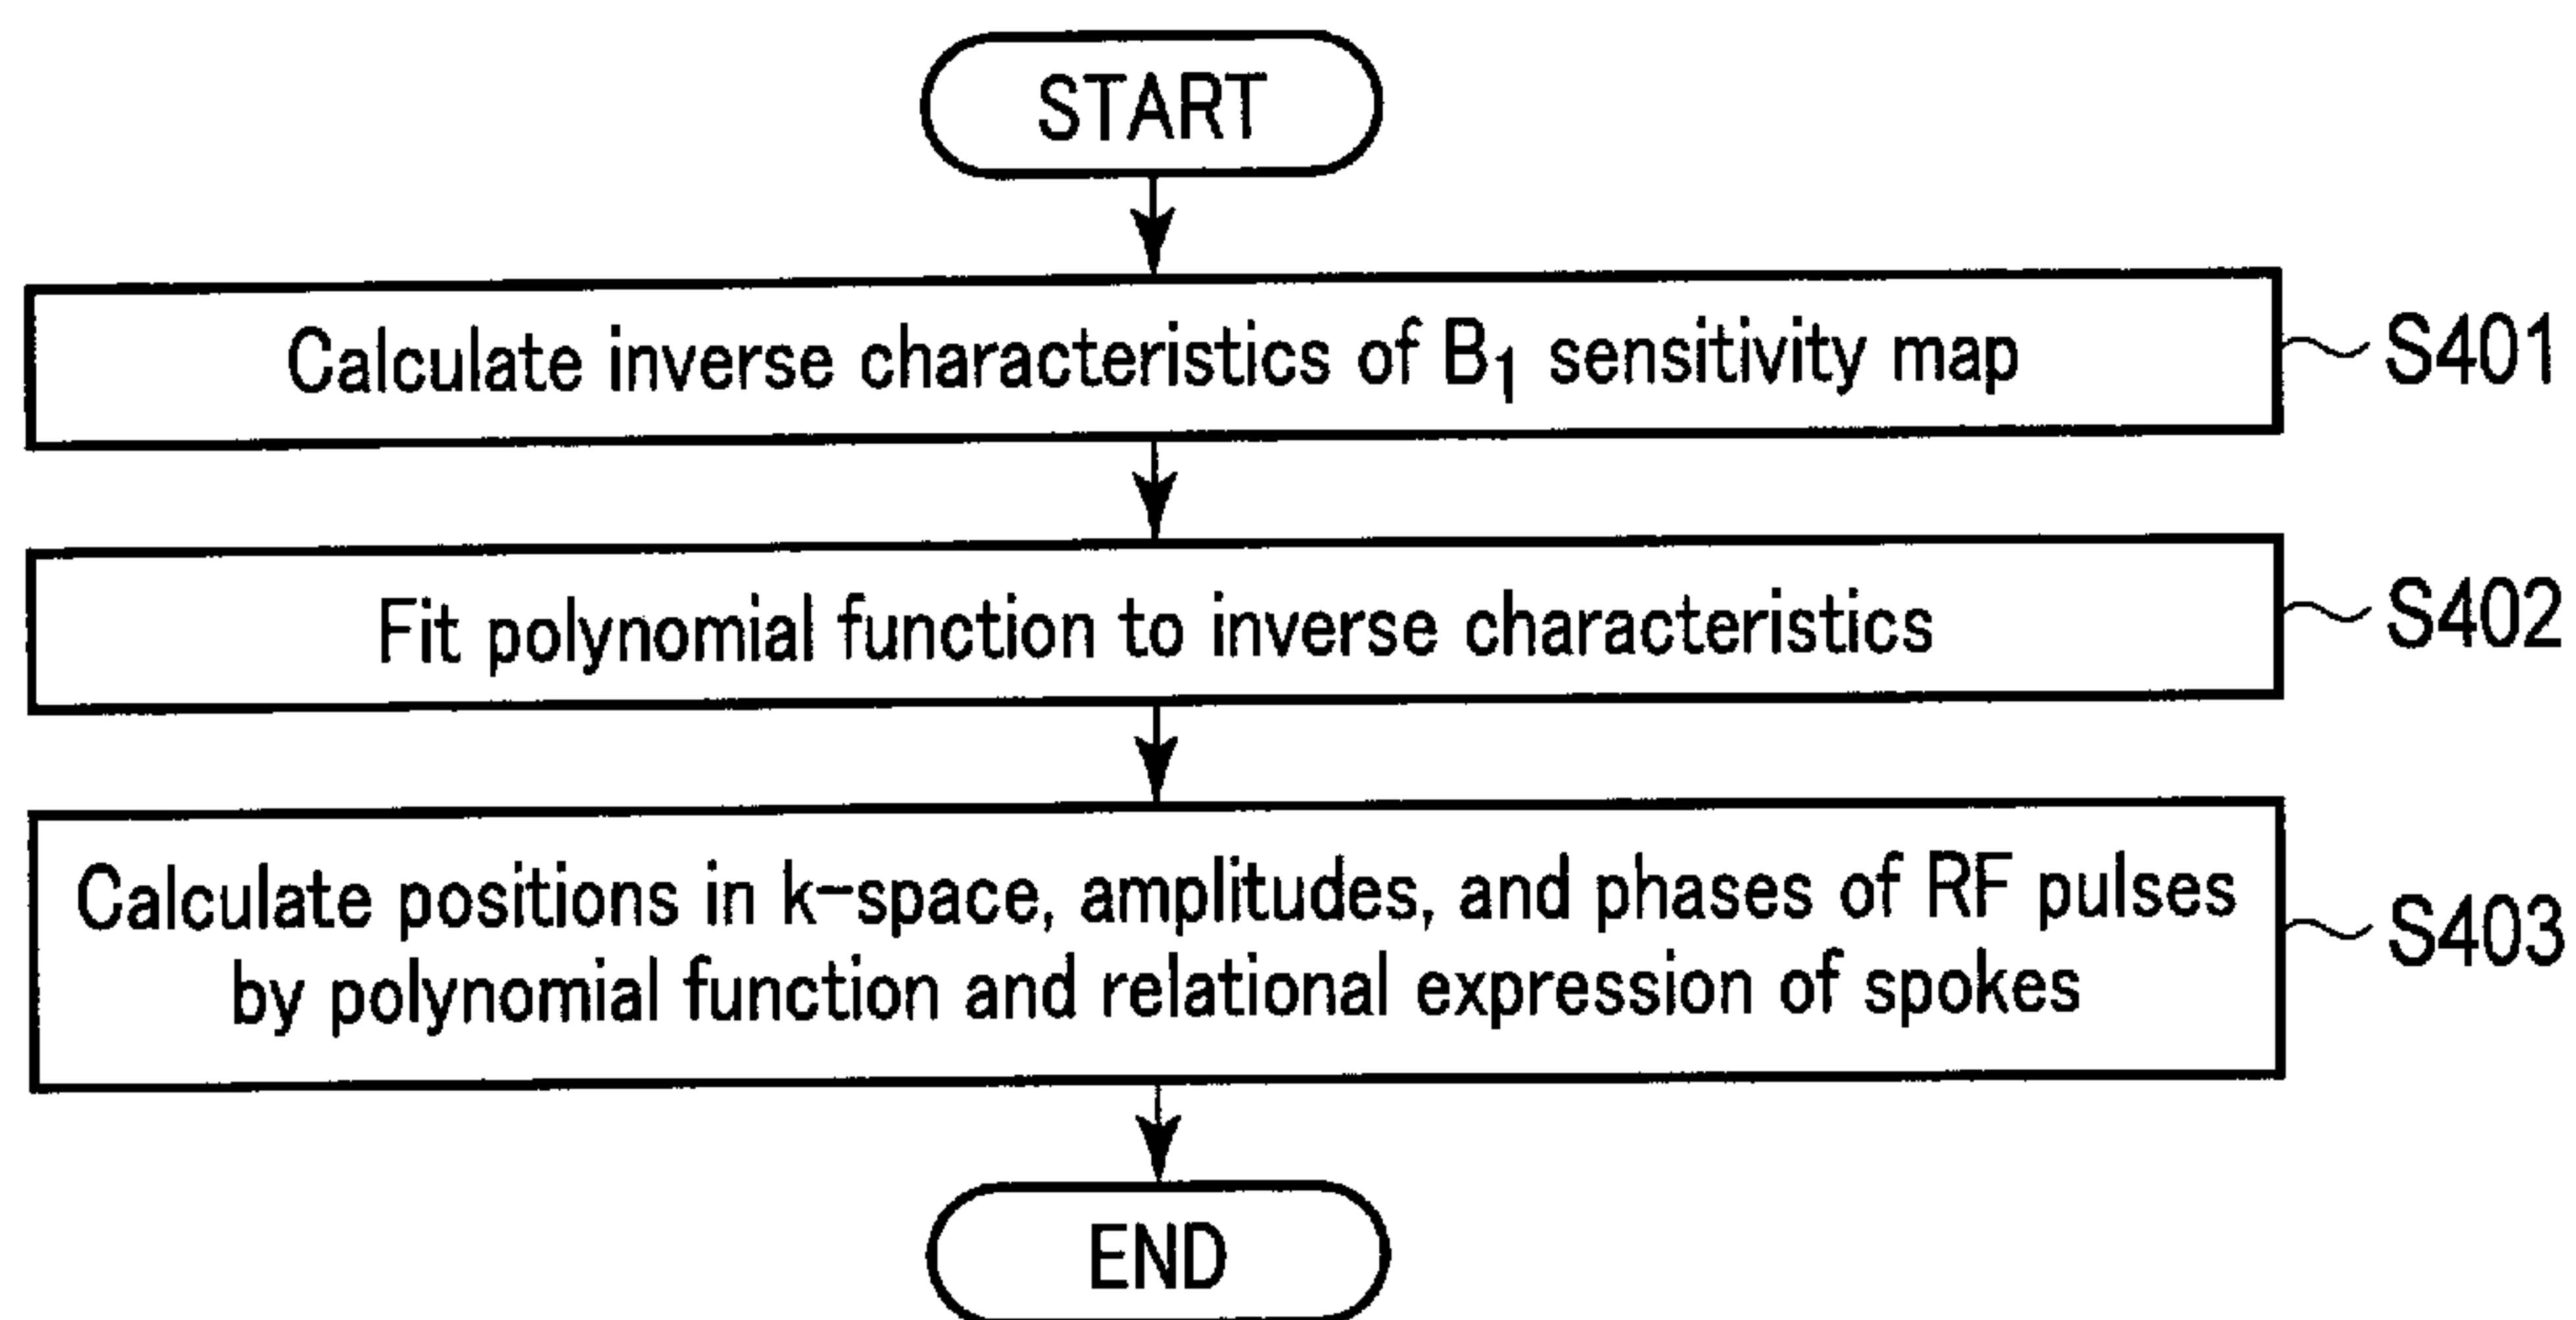 START
Calculate inverse characteristics of B₁ sensitivity map
S401
Fit polynomial function to inverse characteristics
S402
Calculate positions in k-space, amplitudes, and phases of RF pulses
by polynomial function and relational expression of spokes
S403
END